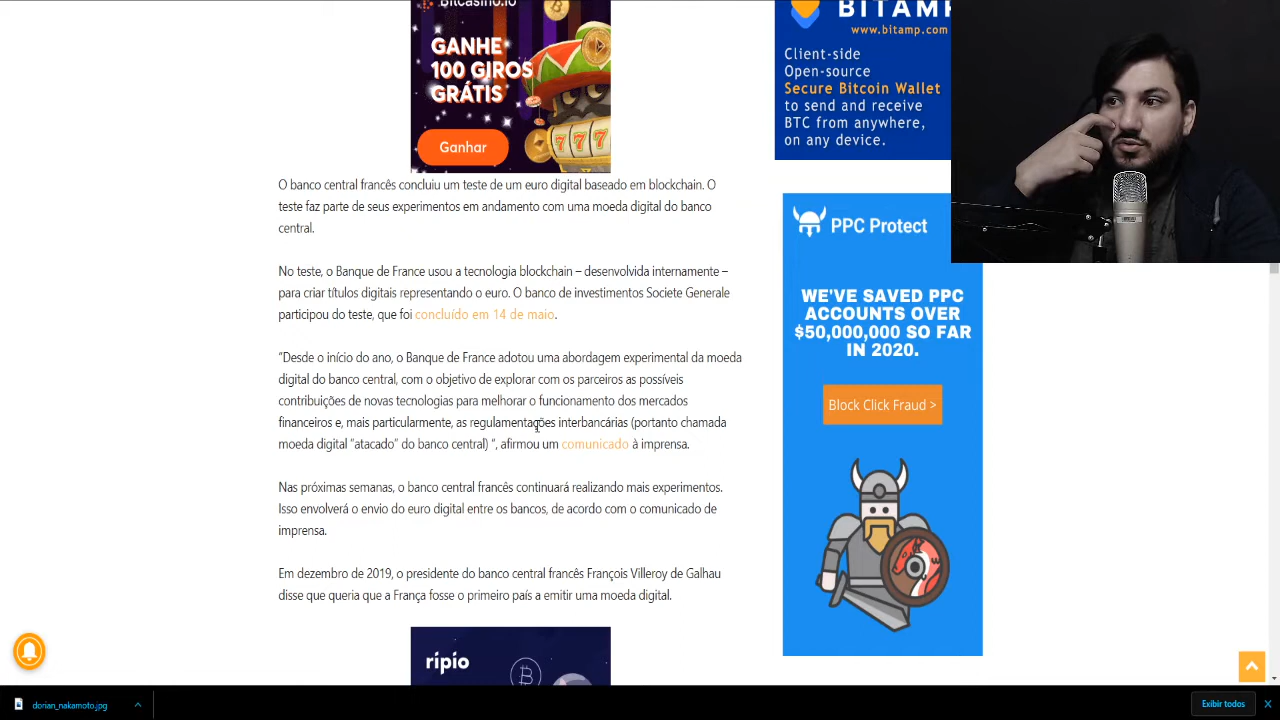 Bitcasino.io
GANHE
100 GIROS
GRÁTIS
Ganhar
777
BITAMP
www.bitamp.com
Client-side
Open-source
Secure Bitcoin Wallet
to send and receive
BTC from anywhere,
on any device.
O banco central francês concluiu um teste de um euro digital baseado em blockchain. O
teste faz parte de seus experimentos em andamento com uma moeda digital do banco
central.
No teste, o Banque de France usou a tecnologia blockchain – desenvolvida internamente –
para criar títulos digitais representando o euro. O banco de investimentos Societe Generale
participou do teste, que foi concluído em 14 de maio.
“Desde o início do ano, o Banque de France adotou uma abordagem experimental da moeda
digital do banco central, com o objetivo de explorar com os parceiros as possíveis
contribuições de novas tecnologias para melhorar o funcionamento dos mercados
financeiros e, mais particularmente, as regulamentações interbancárias (portanto chamada
moeda digital “atacado” do banco central) “, afirmou um comunicado à imprensa.
Nas próximas semanas, o banco central francês continuará realizando mais experimentos.
Isso envolverá o envio do euro digital entre os bancos, de acordo com o comunicado de
imprensa.
Em dezembro de 2019, o presidente do banco central francês François Villeroy de Galhau
disse que queria que a França fosse o primeiro país a emitir uma moeda digital.
PPC Protect
WE'VE SAVED PPC
ACCOUNTS OVER
$50,000,000 SO FAR
IN 2020.
Block Click Fraud >
ripio
dorian_nakamoto.jpg
Exibir todos